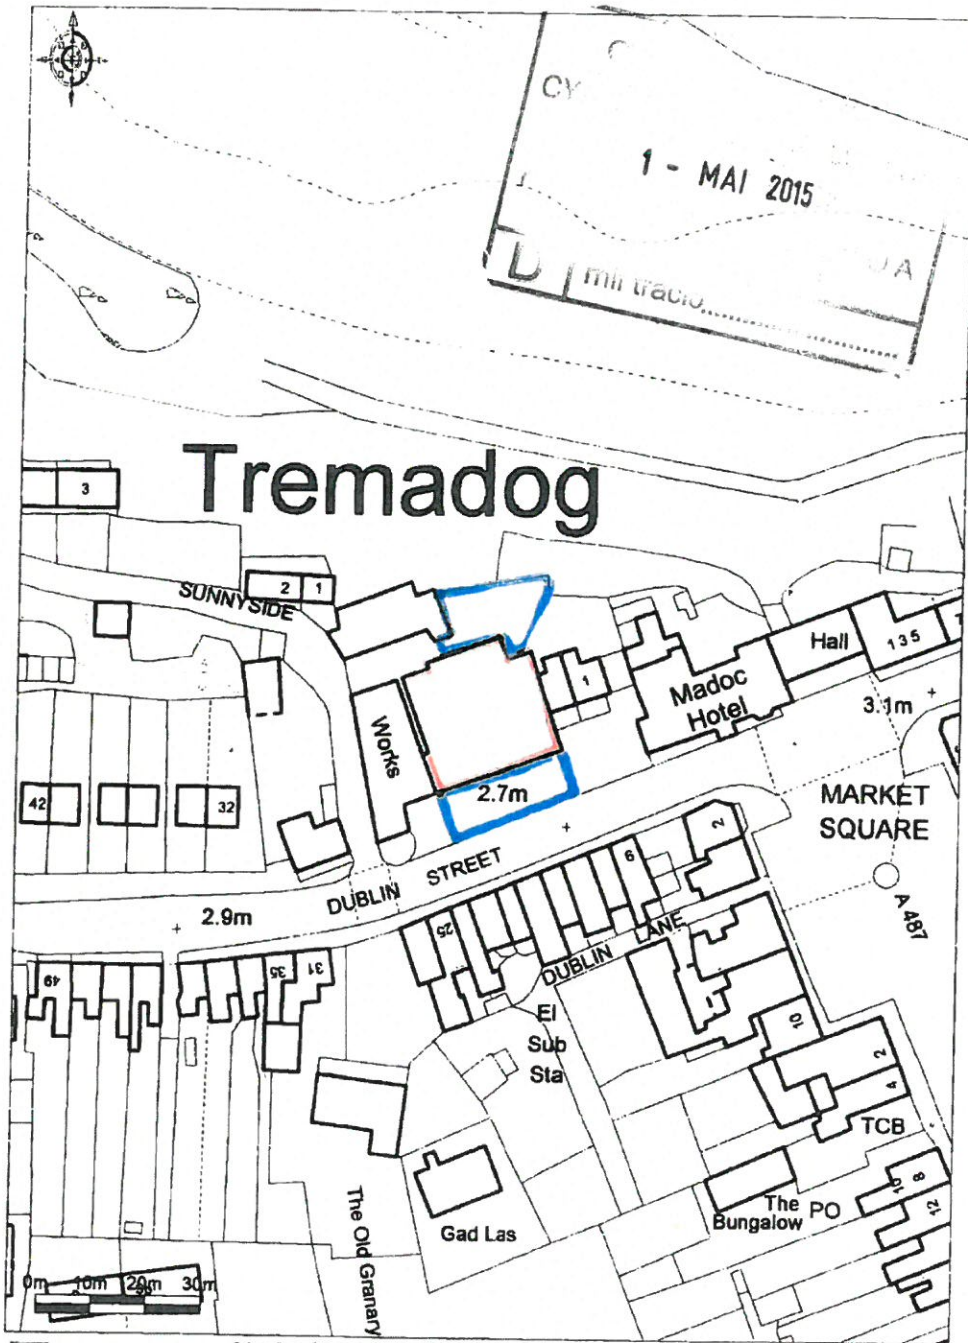 CY
1 - MAI 2015
D
Tremadog
3
2 1
SUNNYSIDE
Hall
1 3 5
1
Madoc
Hotel
3.1m
Works
2.7m
42
32
MARKET
SQUARE
2
DUBLIN STREET
6
A 487
2.9m
25
DUBLIN LANE
49
35
31
El
Sub
Sta
10
2
4
TCB
The
Bungalow
PO
10
8
12
Gad Las
The Old Granary
0m 10m 20m 30m